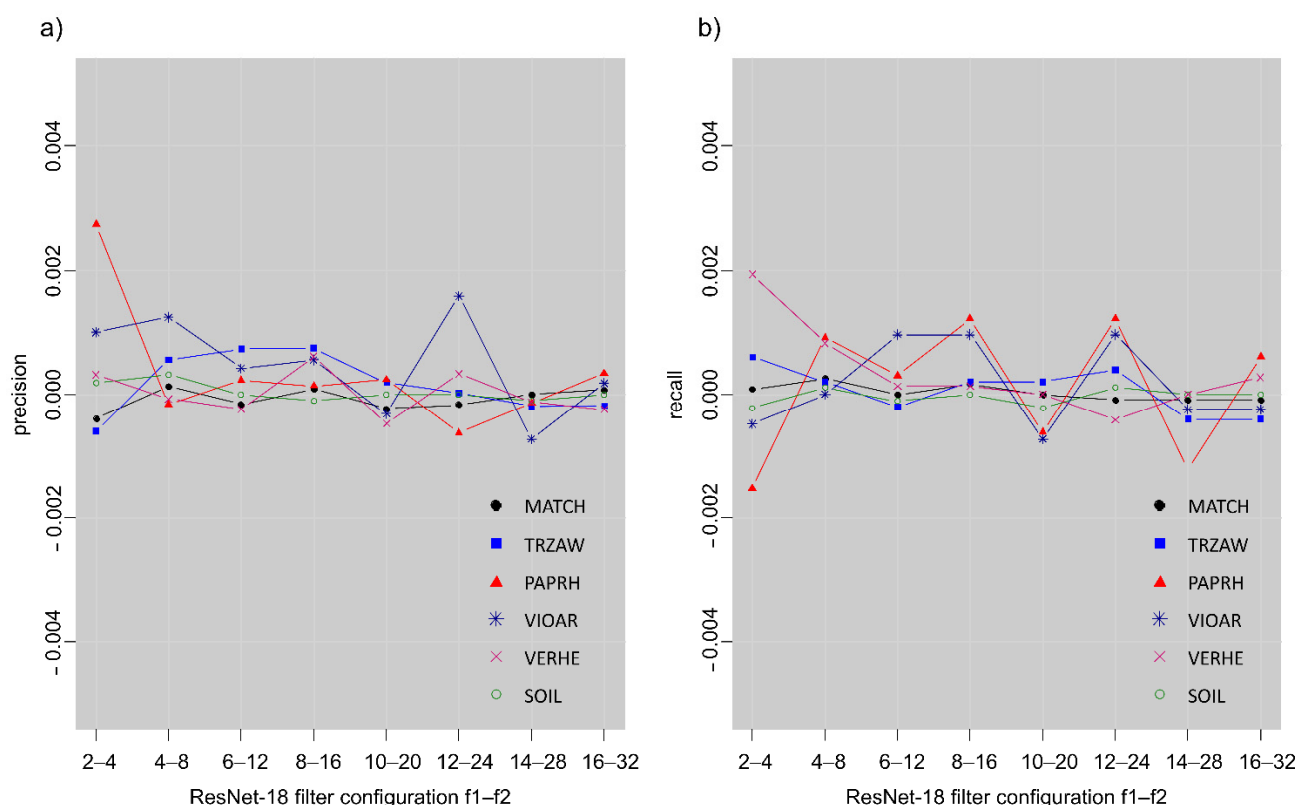 a)
precision
0.004
0.002
0.000
- 0.002
- 0.004
MATCH
TRZAW
PAPRH
VIOAR
VERHE
SOIL
2–4 4–8 6–12 8–16 10–20 12–24 14–28 16–32
ResNet-18 filter configuration f1–f2
b)
recall
0.004
0.002
0.000
- 0.002
- 0.004
MATCH
TRZAW
PAPRH
VIOAR
VERHE
SOIL
2–4 4–8 6–12 8–16 10–20 12–24 14–28 16–32
ResNet-18 filter configuration f1–f2